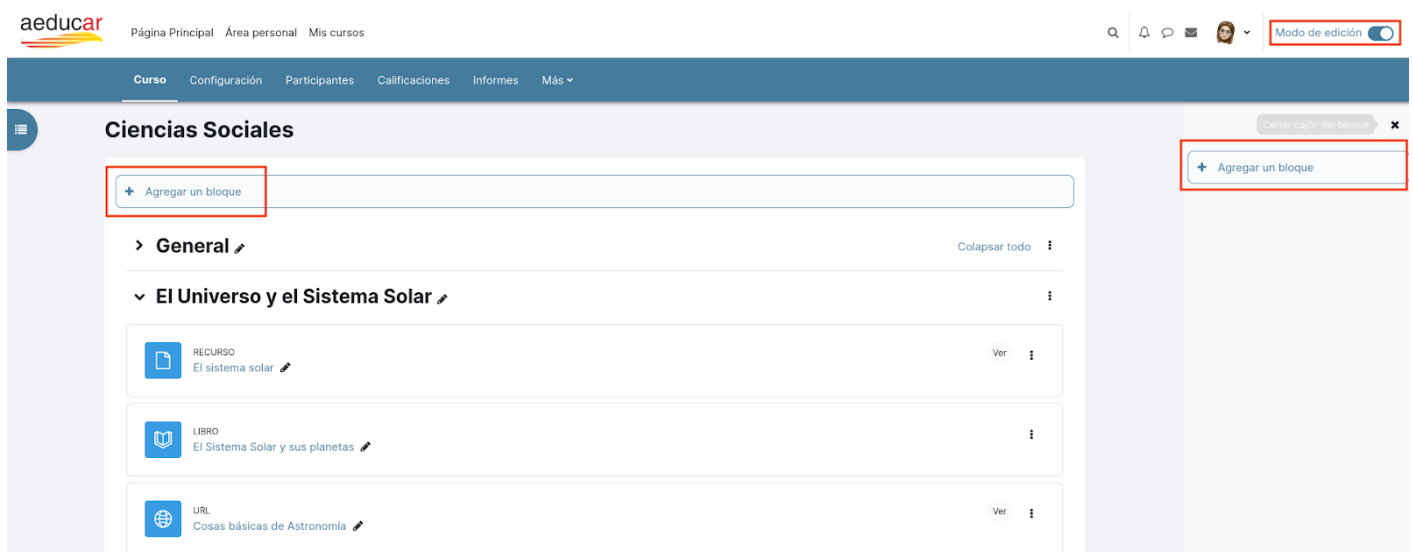 aeducar
Página Principal Área personal Mis cursos
Modo de edición
Curso Configuración Participantes Calificaciones Informes Más
Ciencias Sociales
Cerrar cajón del bloque
+ Agregar un bloque
+ Agregar un bloque
General
Colapsar todo
El Universo y el Sistema Solar
RECURSO
El sistema solar
Ver
LIBRO
El Sistema Solar y sus planetas
URL
Cosas básicas de Astronomía
Ver